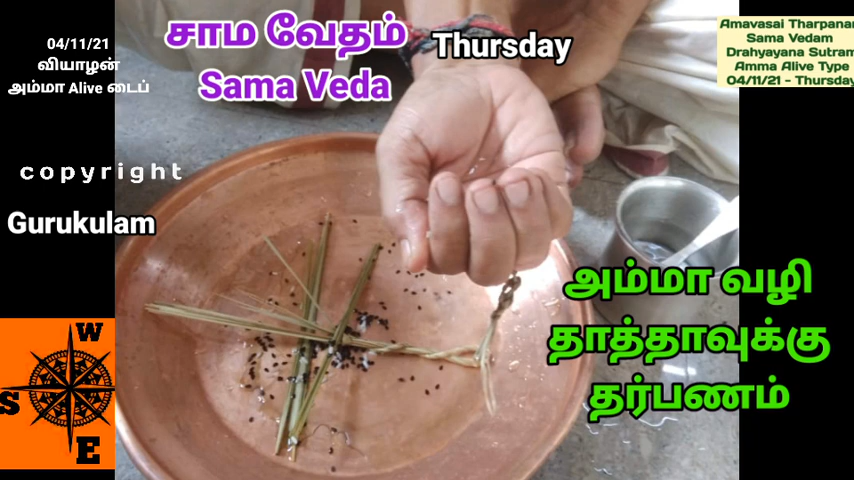 04/11/21
வியாழன்
அம்மா Alive டைப்
சாம வேதம்
Sama Veda
Thursday
Amavasai Tharpanam
Sama Vedam
Drahyayana Sutram
Amma Alive Type
04/11/21 - Thursday
copyright
Gurukulam
அம்மா வழி
தாத்தாவுக்கு
தர்பணம்
W
S
E